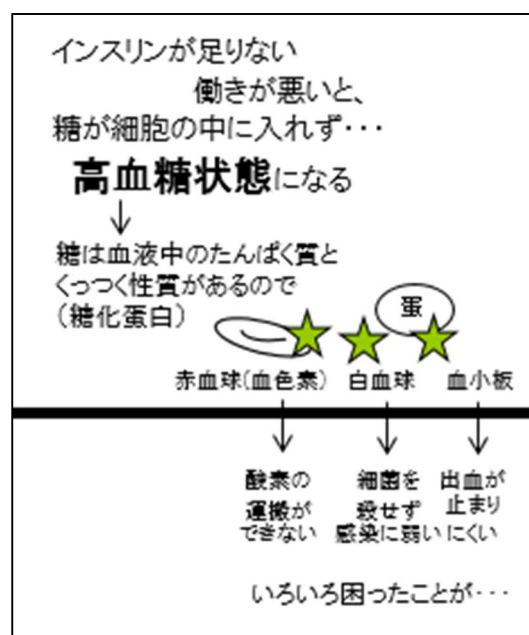 インスリンが足りない
働きが悪いと、
糖が細胞の中に入れず・・・
高血糖状態になる
糖は血液中のたんぱく質と
くっつく性質があるので
（糖化蛋白）
蛋
赤血球(血色素) 白血球 血小板
酸素の 細菌を 出血が
運搬が 殺せず 止まり
できない 感染に弱い にくい
いろいろ困ったことが・・・